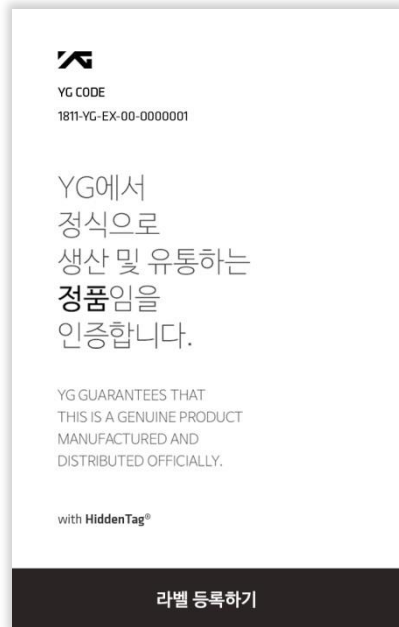 YG
YG CODE
1811-YG-EX-00-0000001
YG에서
정식으로
생산 및 유통하는
정품임을
인증합니다.
YG GUARANTEES THAT
THIS IS A GENUINE PRODUCT
MANUFACTURED AND
DISTRIBUTED OFFICIALLY.
with HiddenTag®
라벨 등록하기